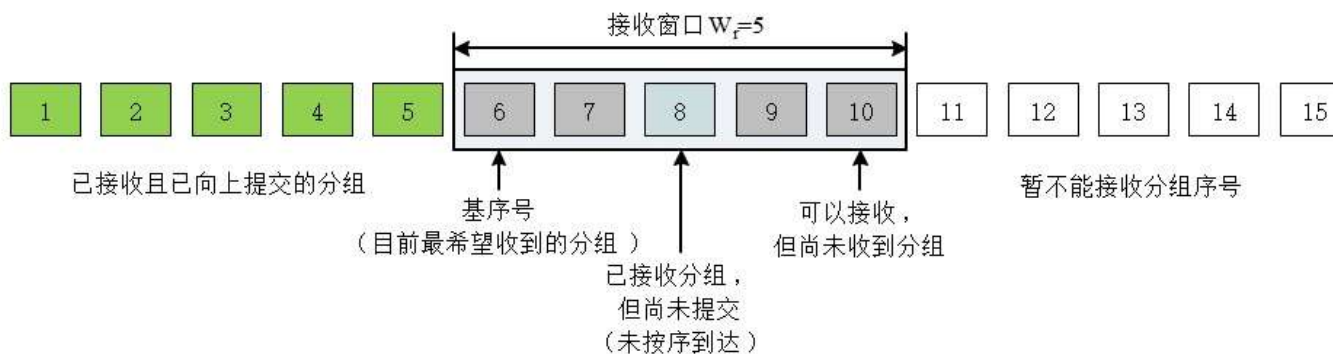 接收窗口Wr=5
1 2 3 4 5 6 7 8 9 10 11 12 13 14 15
已接收且已向上提交的分组
暂不能接收分组序号
基序号
(目前最希望收到的分组)
可以接收，
但尚未收到分组
已接收分组，
但尚未提交
(未按序到达)